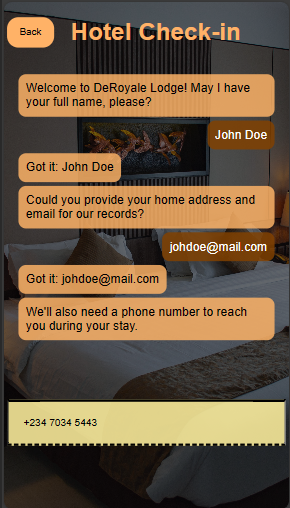 Back
Hotel Check-in
Welcome to DeRoyale Lodge! May I have
your full name, please?
John Doe
Got it: John Doe
Could you provide your home address and
email for our records?
johdoe@mail.com
Got it: johdoe@mail.com
We'll also need a phone number to reach
you during your stay.
+234 7034 5443